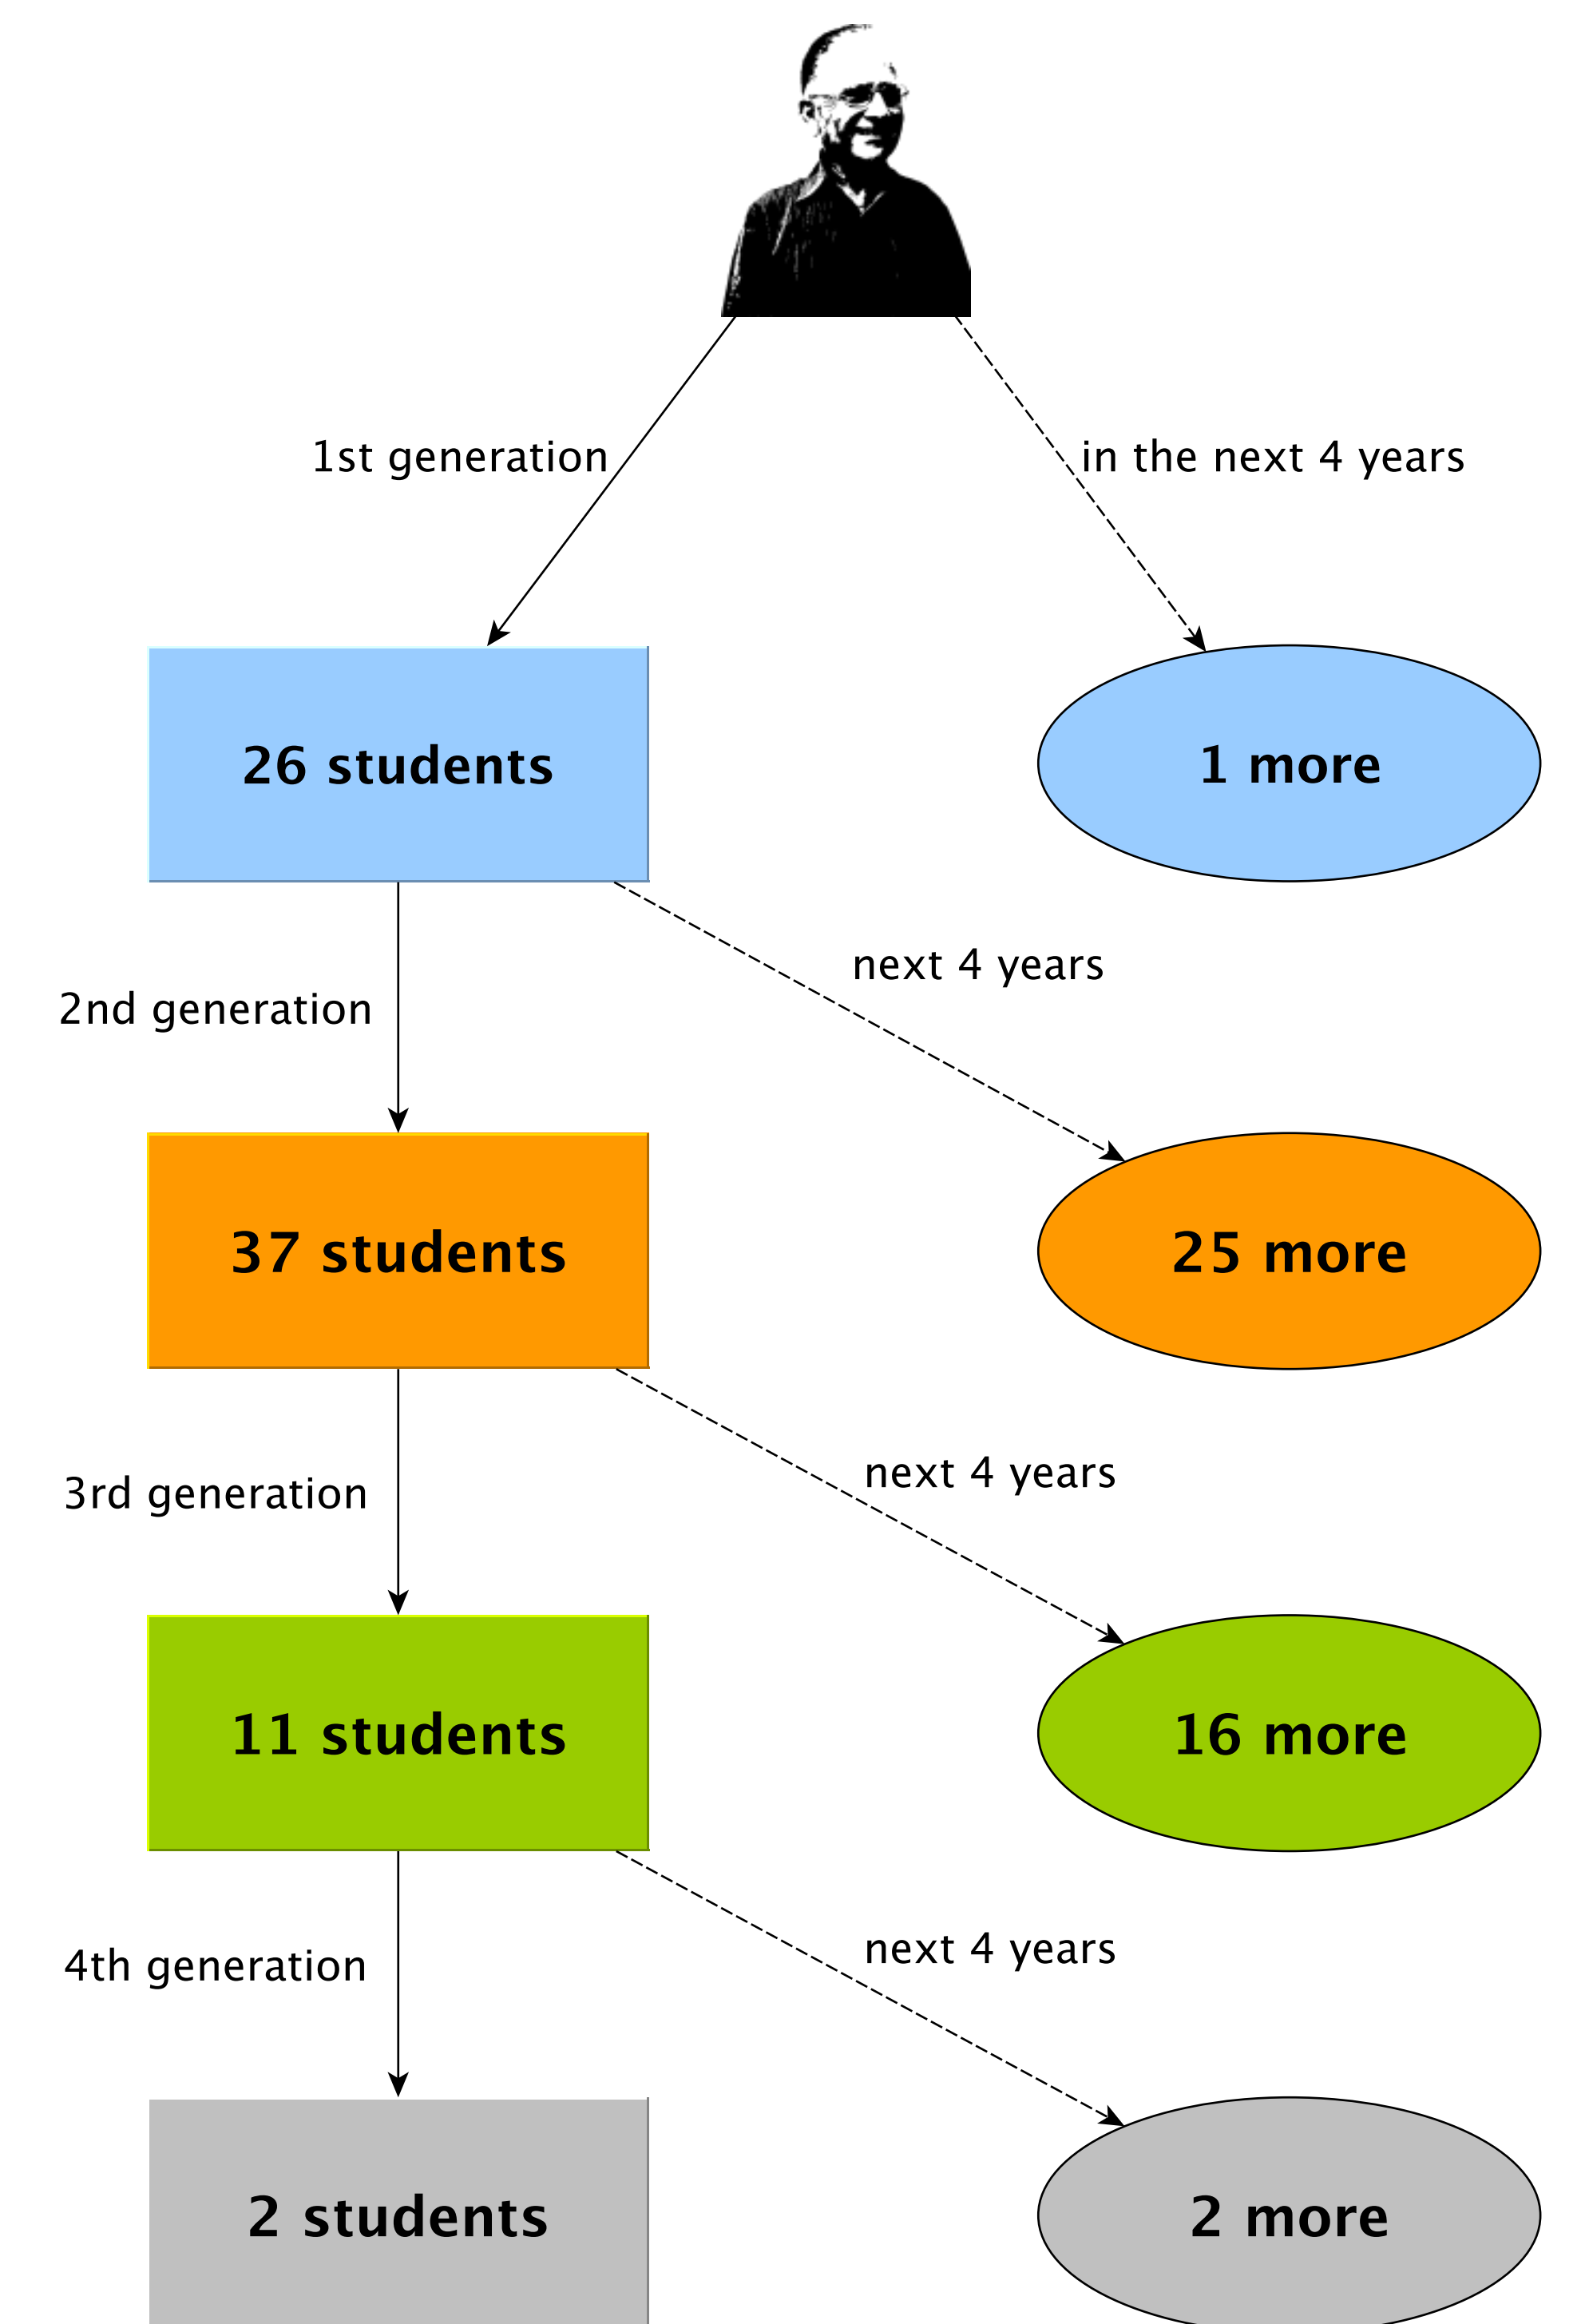 1st generation
in the next 4 years
26 students
1 more
next 4 years
2nd generation
37 students
25 more
next 4 years
3rd generation
11 students
16 more
next 4 years
4th generation
2 students
2 more